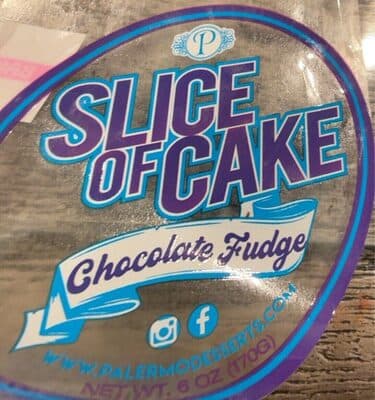 P
SLICE
OF CAKE
Chocolate Fudge
WWW.PALERMODESSERTS.COM
NET WT. 6 OZ (170G)